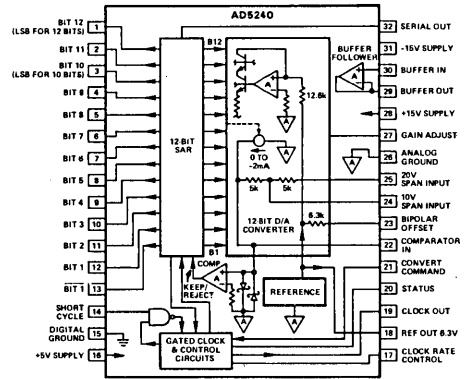 AD5240
BIT 12
(LSB FOR 12 BITS)
1
BIT 11
2
BIT 10
(LSB FOR 10 BITS)
3
BIT 9
4
BIT 8
5
BIT 7
6
BIT 6
7
BIT 5
8
BIT 4
9
BIT 3
10
BIT 2
11
BIT 1
12
BIT 1
13
SHORT
CYCLE
14
DIGITAL
GROUND
15
+5V SUPPLY
16
12-BIT
SAR
B12
B1
A
A
12.6k
A
0 TO
-2mA
5k
5k
6.3k
12-BIT D/A
CONVERTER
COMP
KEEP/
REJECT
A
A
REFERENCE
A
GATED CLOCK
& CONTROL
CIRCUITS
BUFFER
FOLLOWER
A
A
32
SERIAL OUT
31
-15V SUPPLY
30
BUFFER IN
29
BUFFER OUT
28
+15V SUPPLY
27
GAIN ADJUST
26
ANALOG
GROUND
25
20V
SPAN INPUT
24
10V
SPAN INPUT
23
BIPOLAR
OFFSET
22
COMPARATOR
IN
21
CONVERT
COMMAND
20
STATUS
19
CLOCK OUT
18
REF OUT 6.3V
17
CLOCK RATE
CONTROL